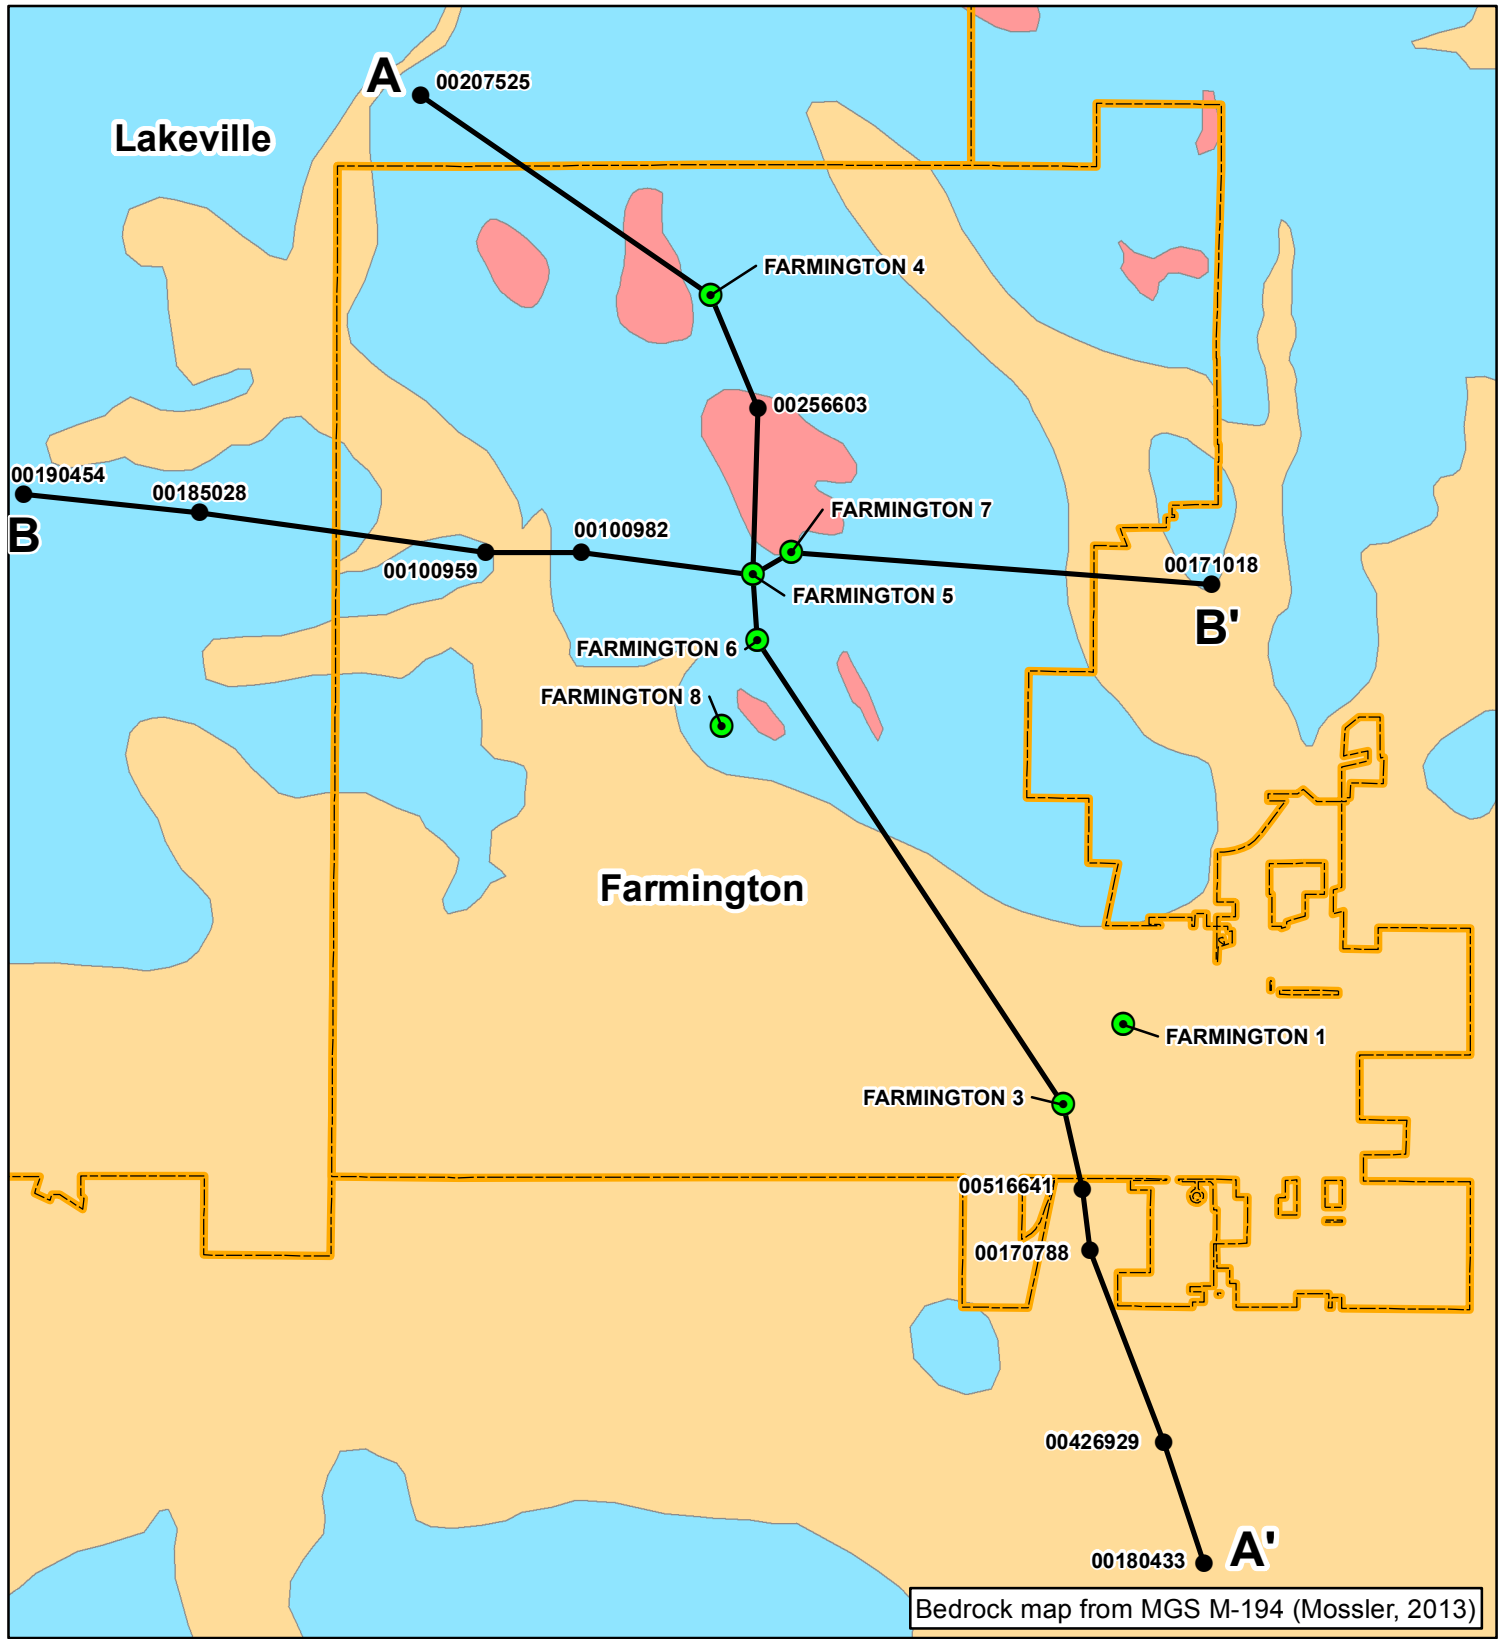 A
00207525
Lakeville
FARMINGTON 4
00256603
00190454
00185028
B
FARMINGTON 7
00100982
00100959
00171018
FARMINGTON 5
B'
FARMINGTON 6
FARMINGTON 8
Farmington
FARMINGTON 1
FARMINGTON 3
00516641
00170788
00426929
A'
00180433
Bedrock map from MGS M-194 (Mossler, 2013)